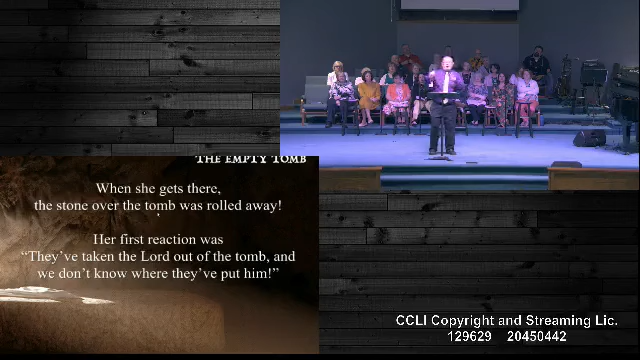 THE EMPTY TOMB
When she gets there,
the stone over the tomb was rolled away!
Her first reaction was
“They’ve taken the Lord out of the tomb, and
we don’t know where they’ve put him!”
CCLI Copyright and Streaming Lic.
129629 20450442